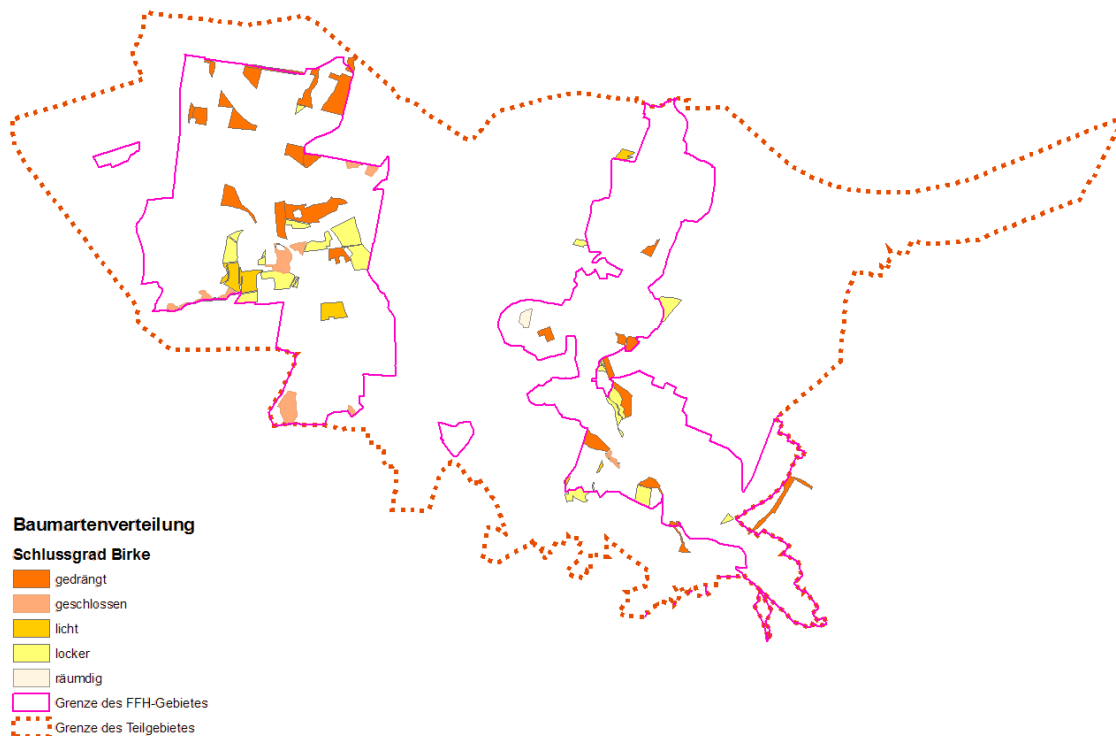 Baumartenverteilung
Schlussgrad Birke
gedrängt
geschlossen
licht
locker
räumdig
Grenze des FFH-Gebietes
Grenze des Teilgebietes